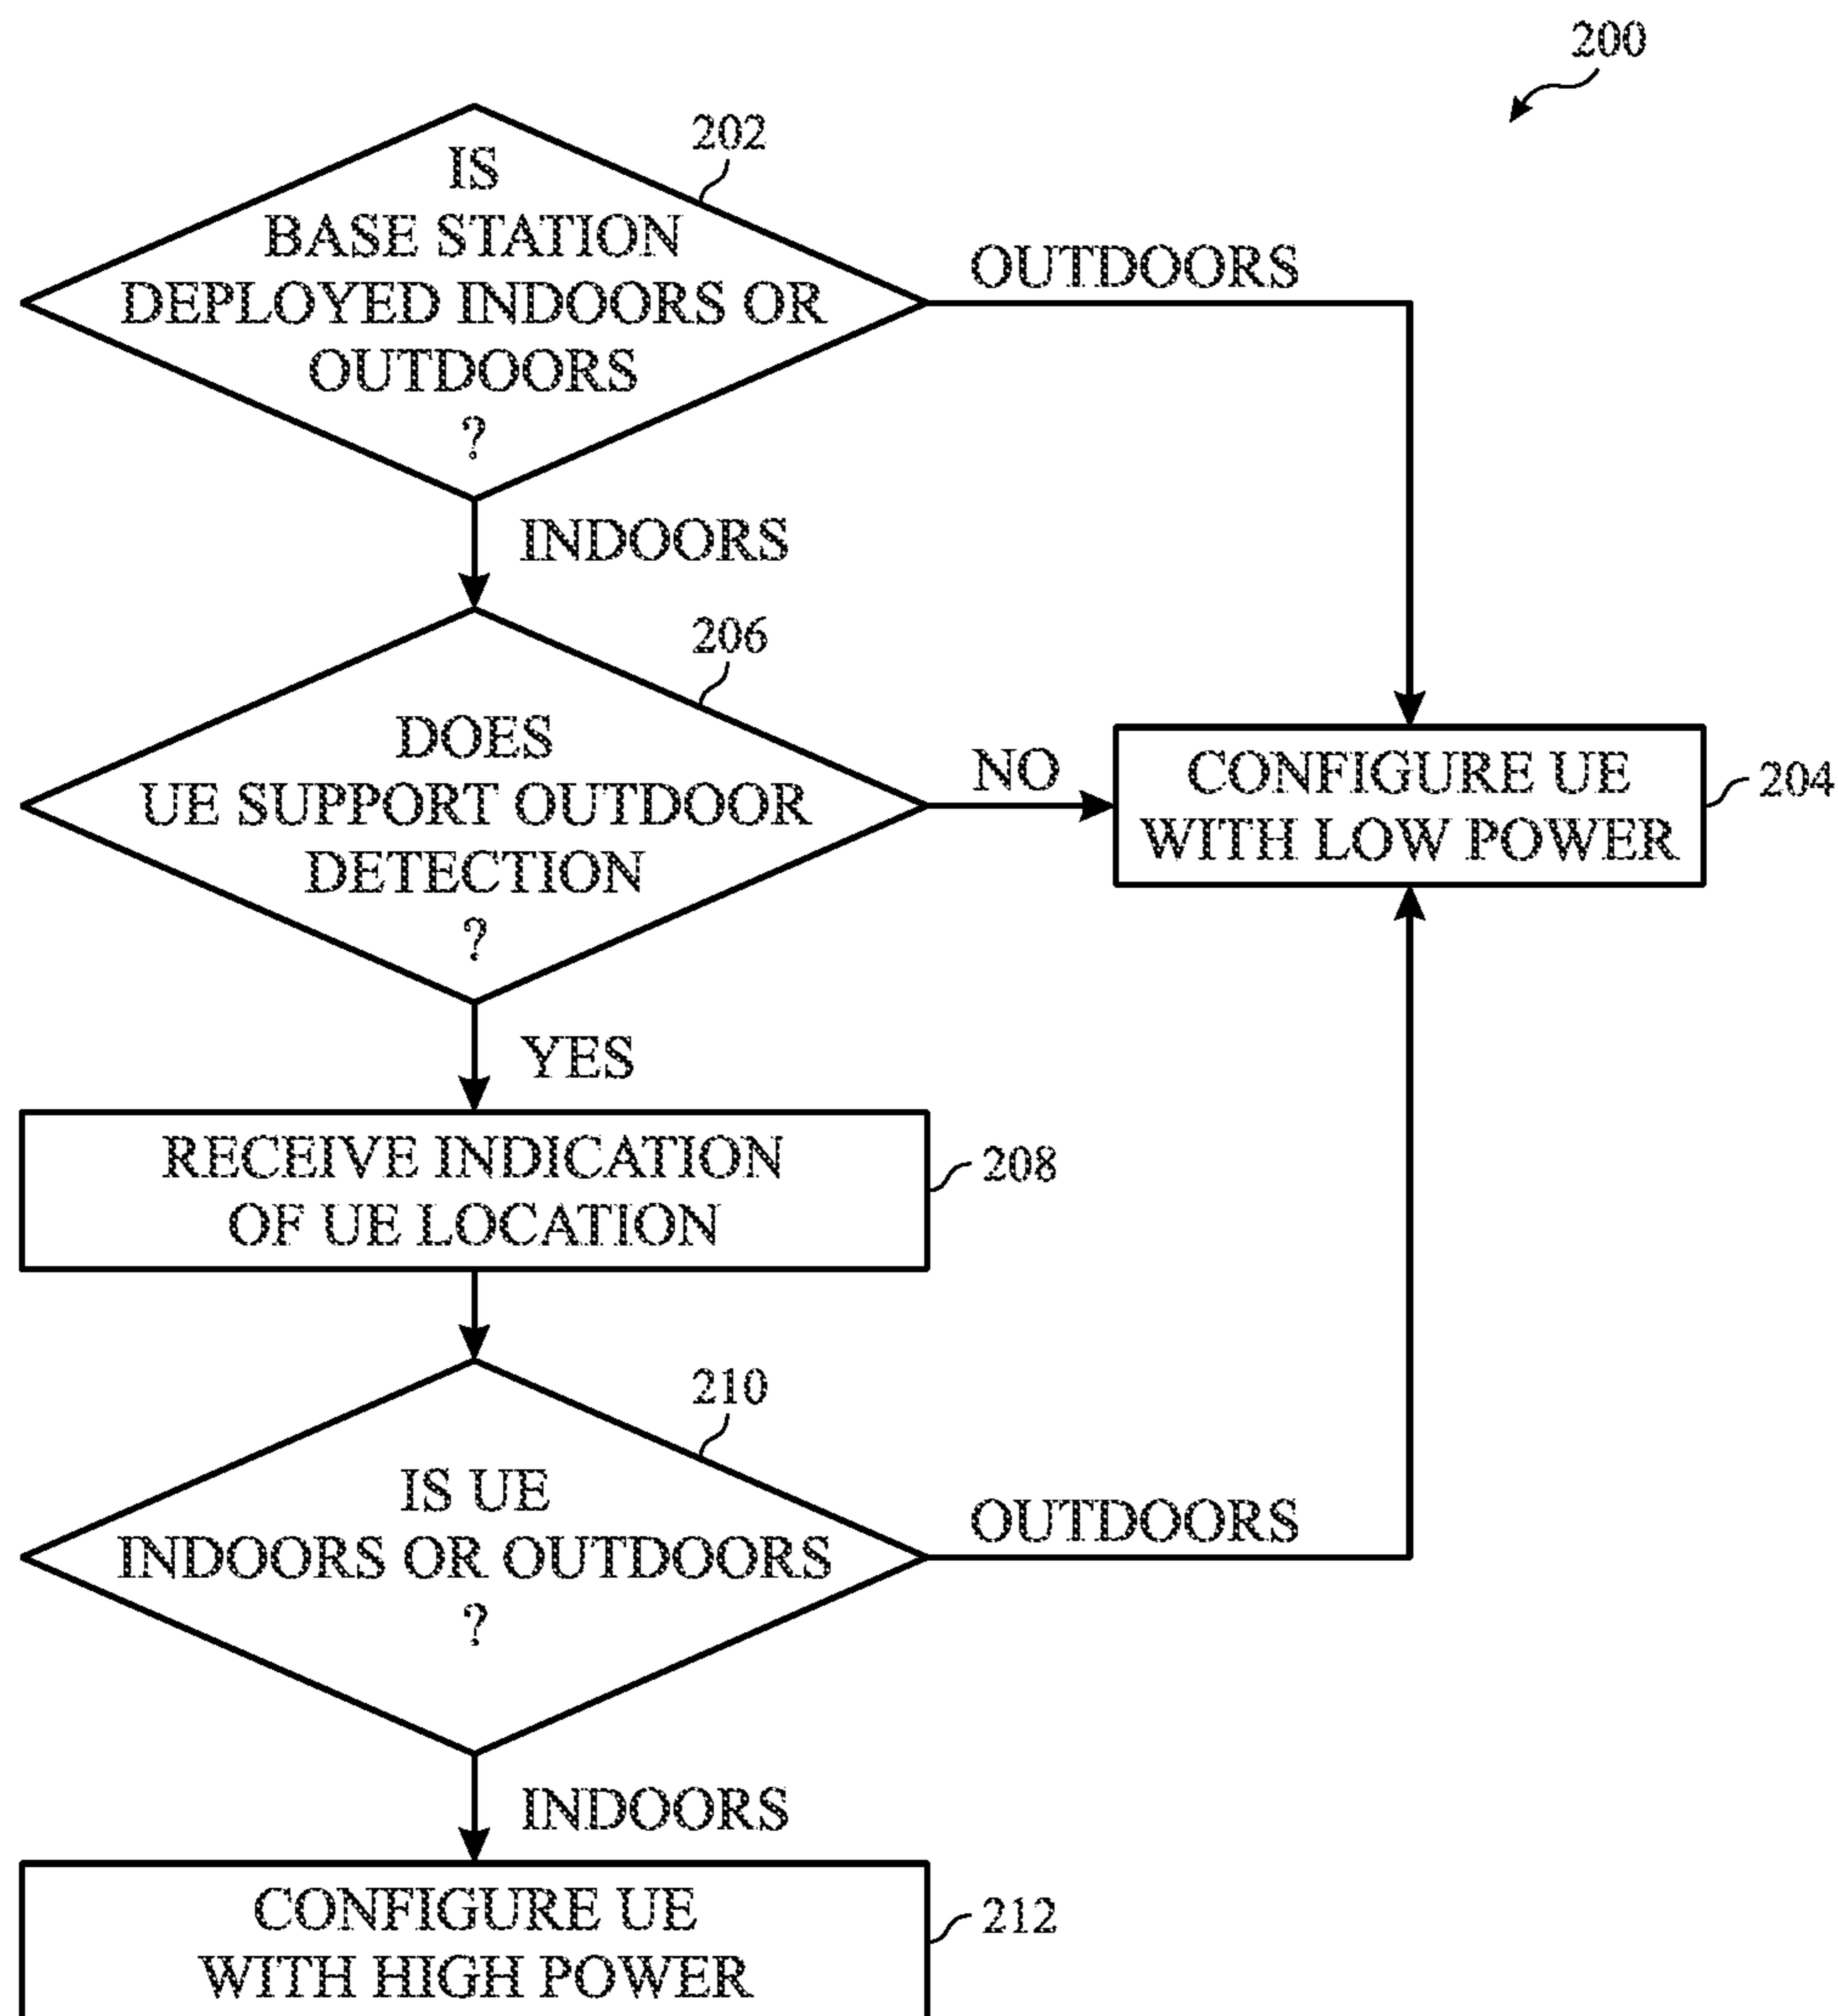 200
202
IS
BASE STATION
DEPLOYED INDOORS OR
OUTDOORS
?
OUTDOORS
INDOORS
206
DOES
UE SUPPORT OUTDOOR
DETECTION
?
NO
CONFIGURE UE
WITH LOW POWER
204
YES
RECEIVE INDICATION
OF UE LOCATION
208
210
IS UE
INDOORS OR OUTDOORS
?
OUTDOORS
INDOORS
CONFIGURE UE
WITH HIGH POWER
212